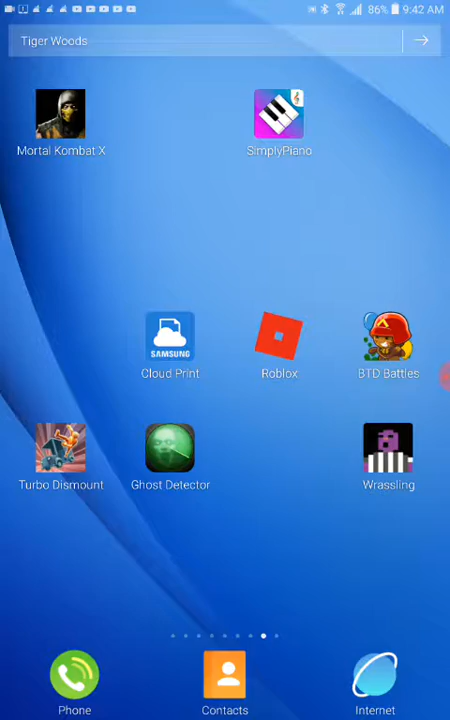 86% 9:42 AM
Tiger Woods
Mortal Kombat X
SimplyPiano
SAMSUNG
Cloud Print
Roblox
BTD Battles
Turbo Dismount
Ghost Detector
Wrassling
Phone
Contacts
Internet